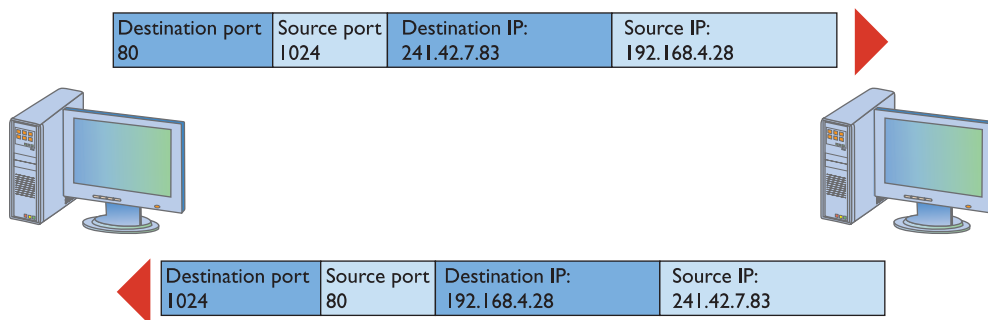 Destination port Source port Destination IP: Source IP:
80 1024 241.42.7.83 192.168.4.28
Destination port Source port Destination IP: Source IP:
1024 80 192.168.4.28 241.42.7.83